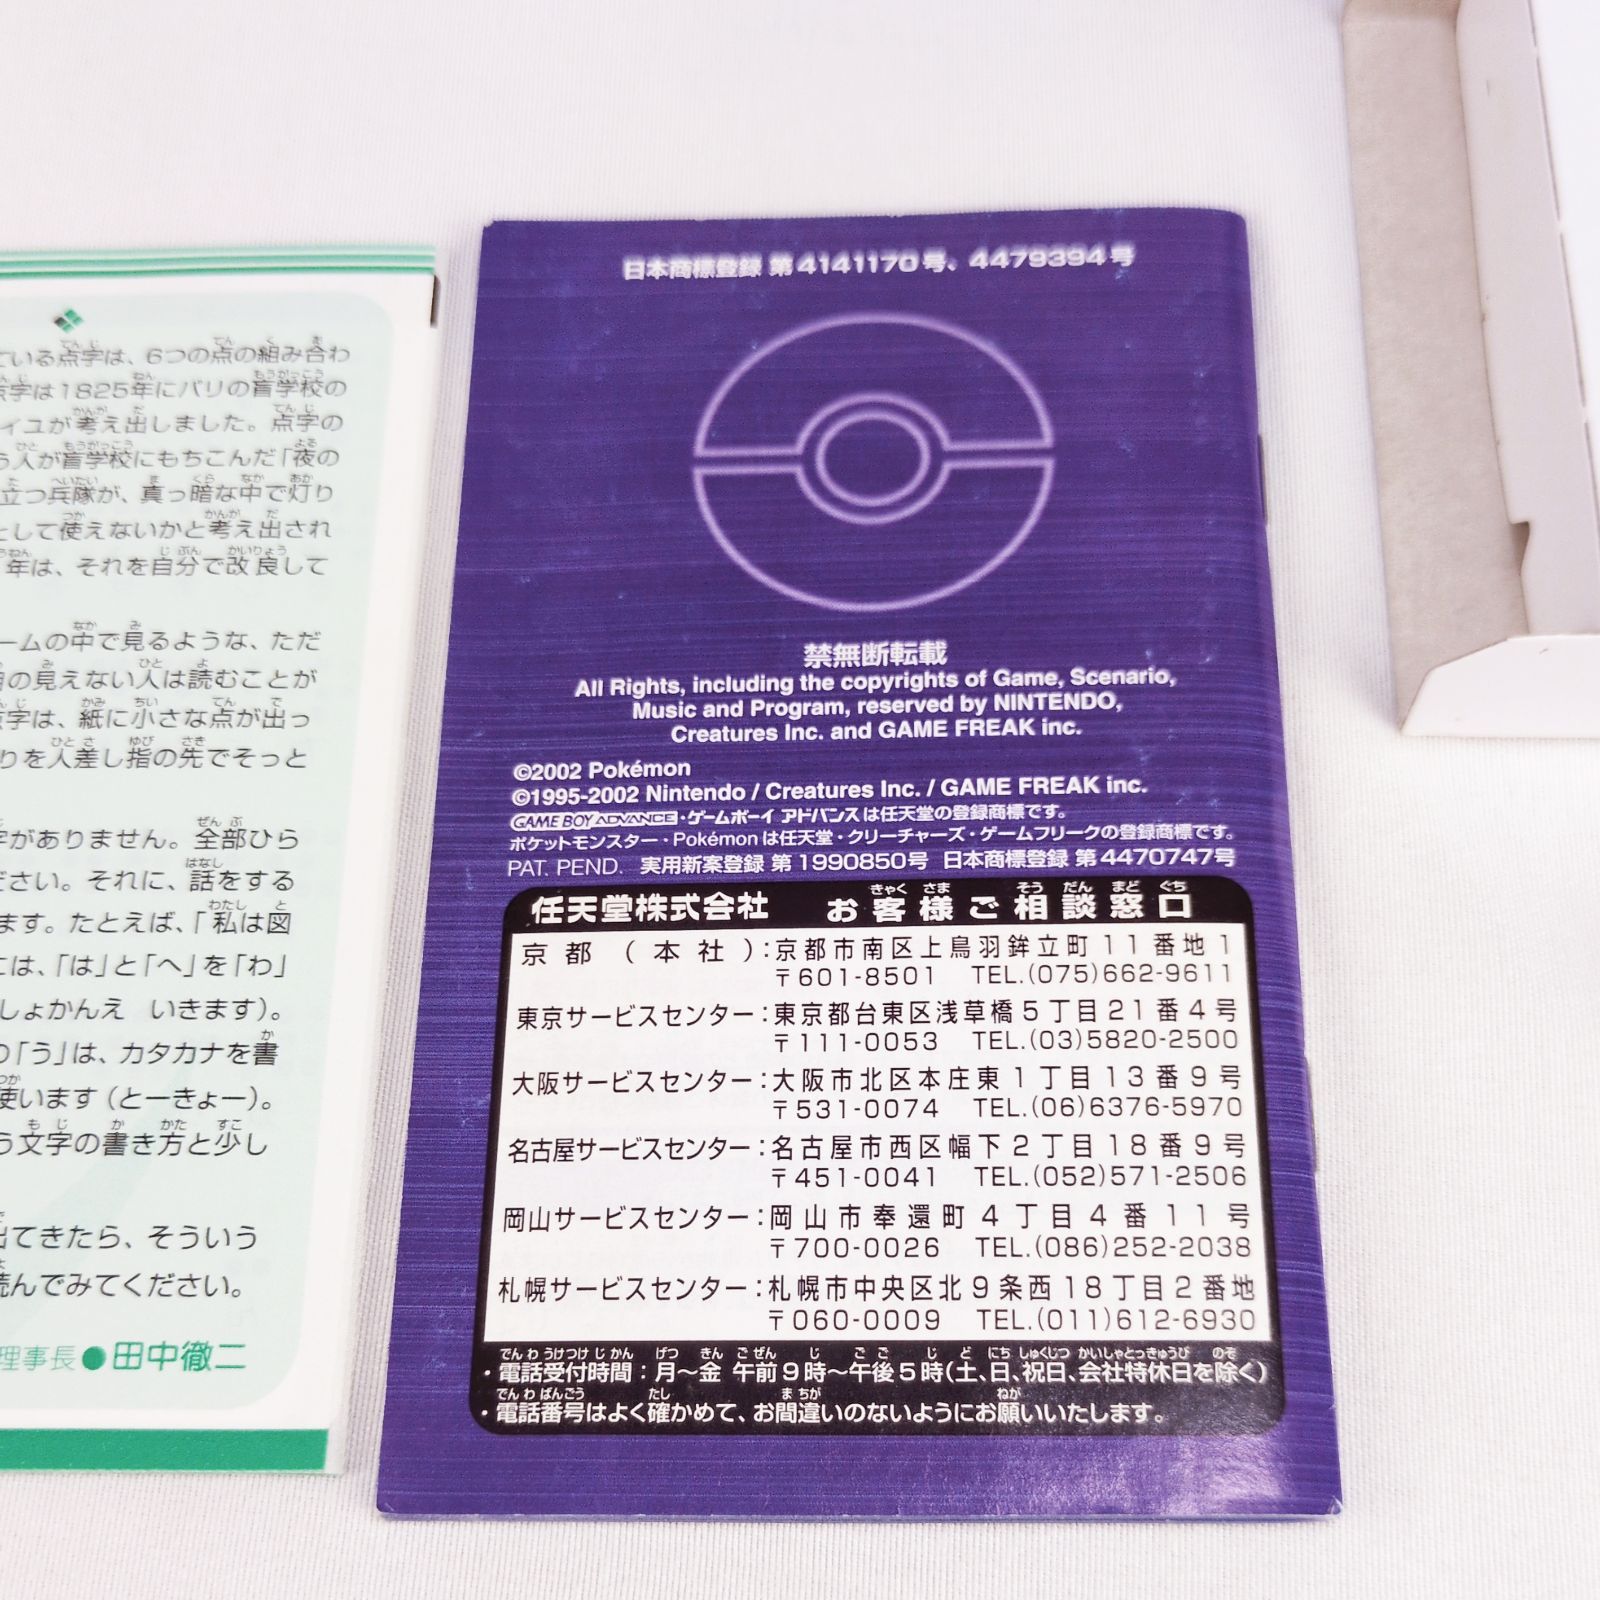 ている点字は、6つの点の組み合わ
点字は1825年にパリの盲学校の
イユが考え出しました。点字の
う人が盲学校にもちこんだ「夜の
立つ兵隊が、真っ暗な中で灯り
として使えないかと考え出され
年は、それを自分で改良して
ームの中で見るような、ただ
目の見えない人は読むことが
点字は、紙に小さな点が出っ
りを人差し指の先でそっと
字がありません。全部ひら
ださい。それに、話をする
ます。たとえば、「私は図
には、「は」と「へ」を「わ」
しょかんえ いきます)。
の「う」は、カタカナを書
使います(とーきょー)。
う文字の書き方と少し
出てきたら、そういう
読んでみてください。
理事長●田中徹二
日本商標登録 第4141170号、4479394号
禁無断転載
All Rights, including the copyrights of Game, Scenario,
Music and Program, reserved by NINTENDO,
Creatures Inc. and GAME FREAK inc.
©2002 Pokémon
©1995-2002 Nintendo / Creatures Inc. / GAME FREAK inc.
GAME BOY ADVANCE・ゲームボーイ アドバンスは任天堂の登録商標です。
ポケットモンスター・Pokémonは任天堂・クリーチャーズ・ゲームフリークの登録商標です。
PAT. PEND. 実用新案登録 第1990850号 日本商標登録 第4470747号
任天堂株式会社 お客様ご相談窓口
京都(本社):京都市南区上鳥羽鉾立町11番地1
〒601-8501 TEL.(075)662-9611
東京サービスセンター:東京都台東区浅草橋5丁目21番4号
〒111-0053 TEL.(03)5820-2500
大阪サービスセンター:大阪市北区本庄東1丁目13番9号
〒531-0074 TEL.(06)6376-5970
名古屋サービスセンター:名古屋市西区幅下2丁目18番9号
〒451-0041 TEL.(052)571-2506
岡山サービスセンター:岡山市奉還町4丁目4番11号
〒700-0026 TEL.(086)252-2038
札幌サービスセンター:札幌市中央区北9条西18丁目2番地
〒060-0009 TEL.(011)612-6930
・電話受付時間:月〜金 午前9時〜午後5時(土、日、祝日、会社特休日を除く)
・電話番号はよく確かめて、お間違いのないようにお願いいたします。